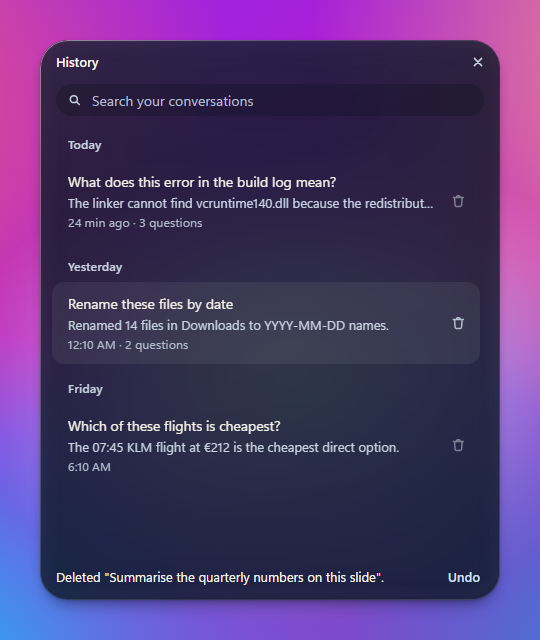 History
Search your conversations
Today
What does this error in the build log mean?
The linker cannot find vcruntime140.dll because the redistribut...
24 min ago · 3 questions
Yesterday
Rename these files by date
Renamed 14 files in Downloads to YYYY-MM-DD names.
12:10 AM · 2 questions
Friday
Which of these flights is cheapest?
The 07:45 KLM flight at €212 is the cheapest direct option.
6:10 AM
Deleted "Summarise the quarterly numbers on this slide". Undo